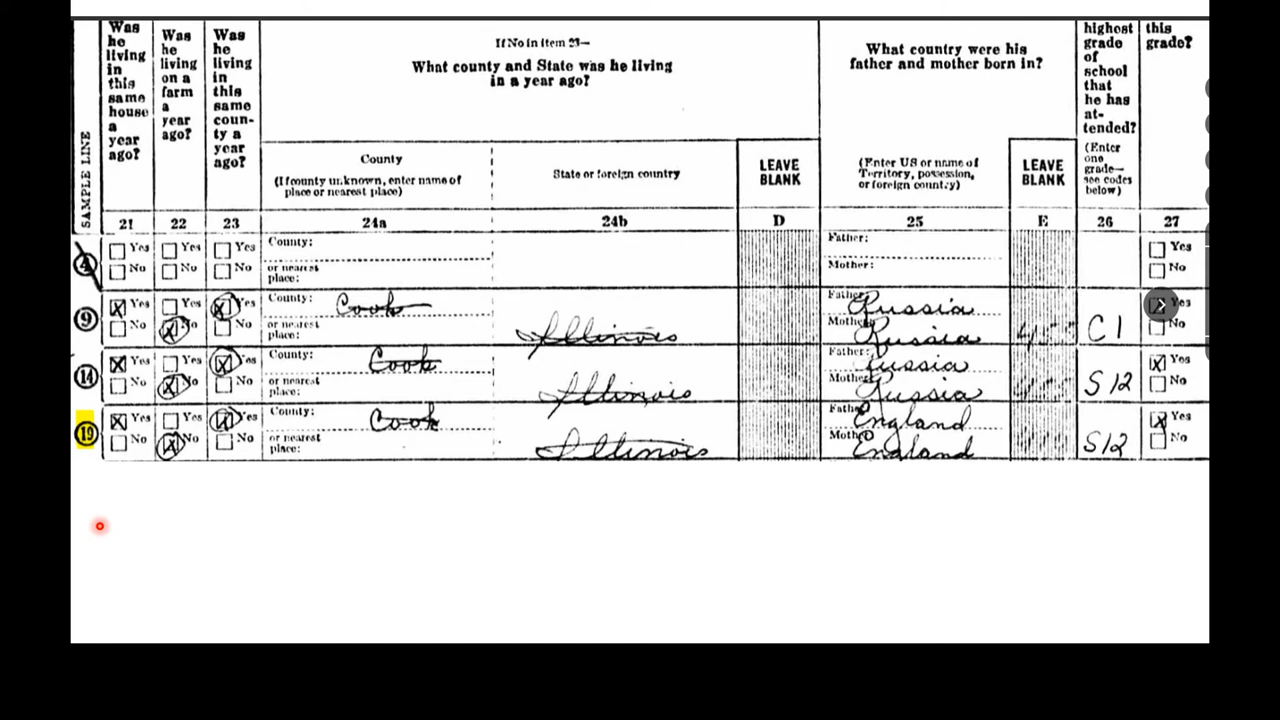 Was he living in this same house a year ago?
Was he living on a farm a year ago?
Was he living in this same coun- ty a year ago?
If No in item 23—
What county and State was he living
in a year ago?
What country were his
father and mother born in?
highest grade of school that he has at- tended?
this grade?
SAMPLE LINE
County
(If county unknown, enter name of
place or nearest place)
State or foreign country
LEAVE BLANK
(Enter US or name of
Territory, possession,
or foreign country)
LEAVE BLANK
(Enter one grade— see codes below)
21 22 23 24a 24b D 25 E 26 27
4 Yes Yes Yes County: Father: Yes
No No No or nearest place: Mother: No
9 Yes Yes Yes County: Cook Father: Russia Yes
No No No or nearest place: Illinois Mother: Russia C1 No
14 Yes Yes Yes County: Cook Father: Russia Yes
No No No or nearest place: Illinois Mother: Russia S12 No
19 Yes Yes Yes County: Cook Father: England Yes
No No No or nearest place: Illinois Mother: England S12 No